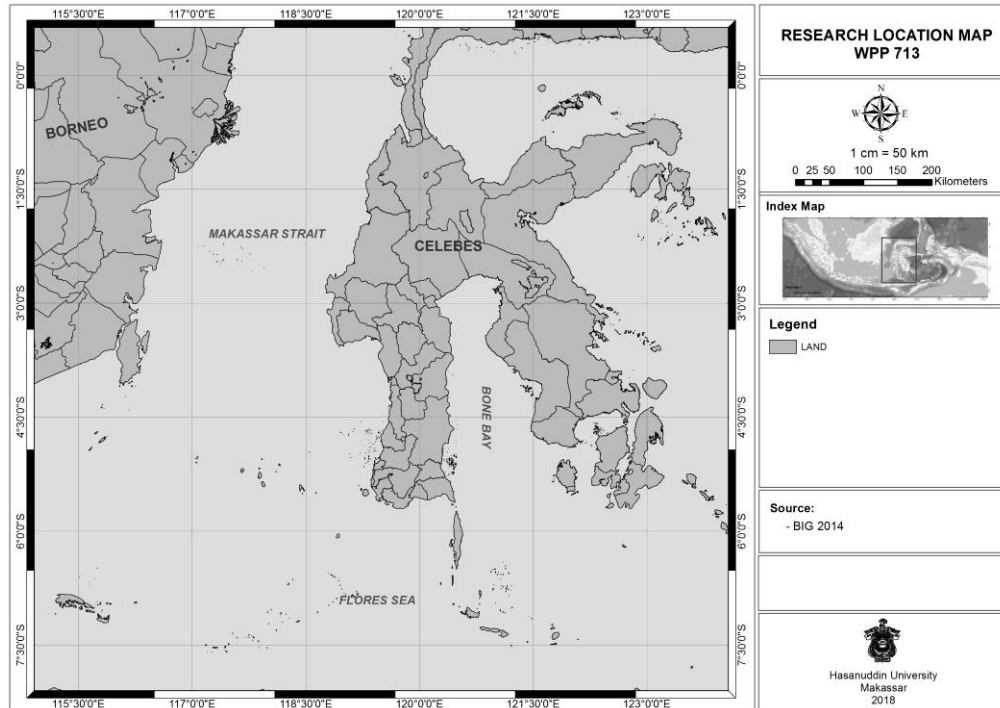 115°30'0"E
117°0'0"E
118°30'0"E
120°0'0"E
121°30'0"E
123°0'0"E
0°0'0"
1°30'0"S
3°0'0"S
4°30'0"S
6°0'0"S
7°30'0"S
BORNEO
MAKASSAR STRAIT
CELEBES
BONE BAY
FLORES SEA
0°0'0"
1°30'0"S
3°0'0"S
4°30'0"S
6°0'0"S
7°30'0"S
115°30'0"E
117°0'0"E
118°30'0"E
120°0'0"E
121°30'0"E
123°0'0"E
RESEARCH LOCATION MAP
WPP 713
N
W E
S
1 cm = 50 km
0 25 50 100 150 200
Kilometers
Index Map
Legend
LAND
Source:
- BIG 2014
Hasanuddin University
Makassar
2018